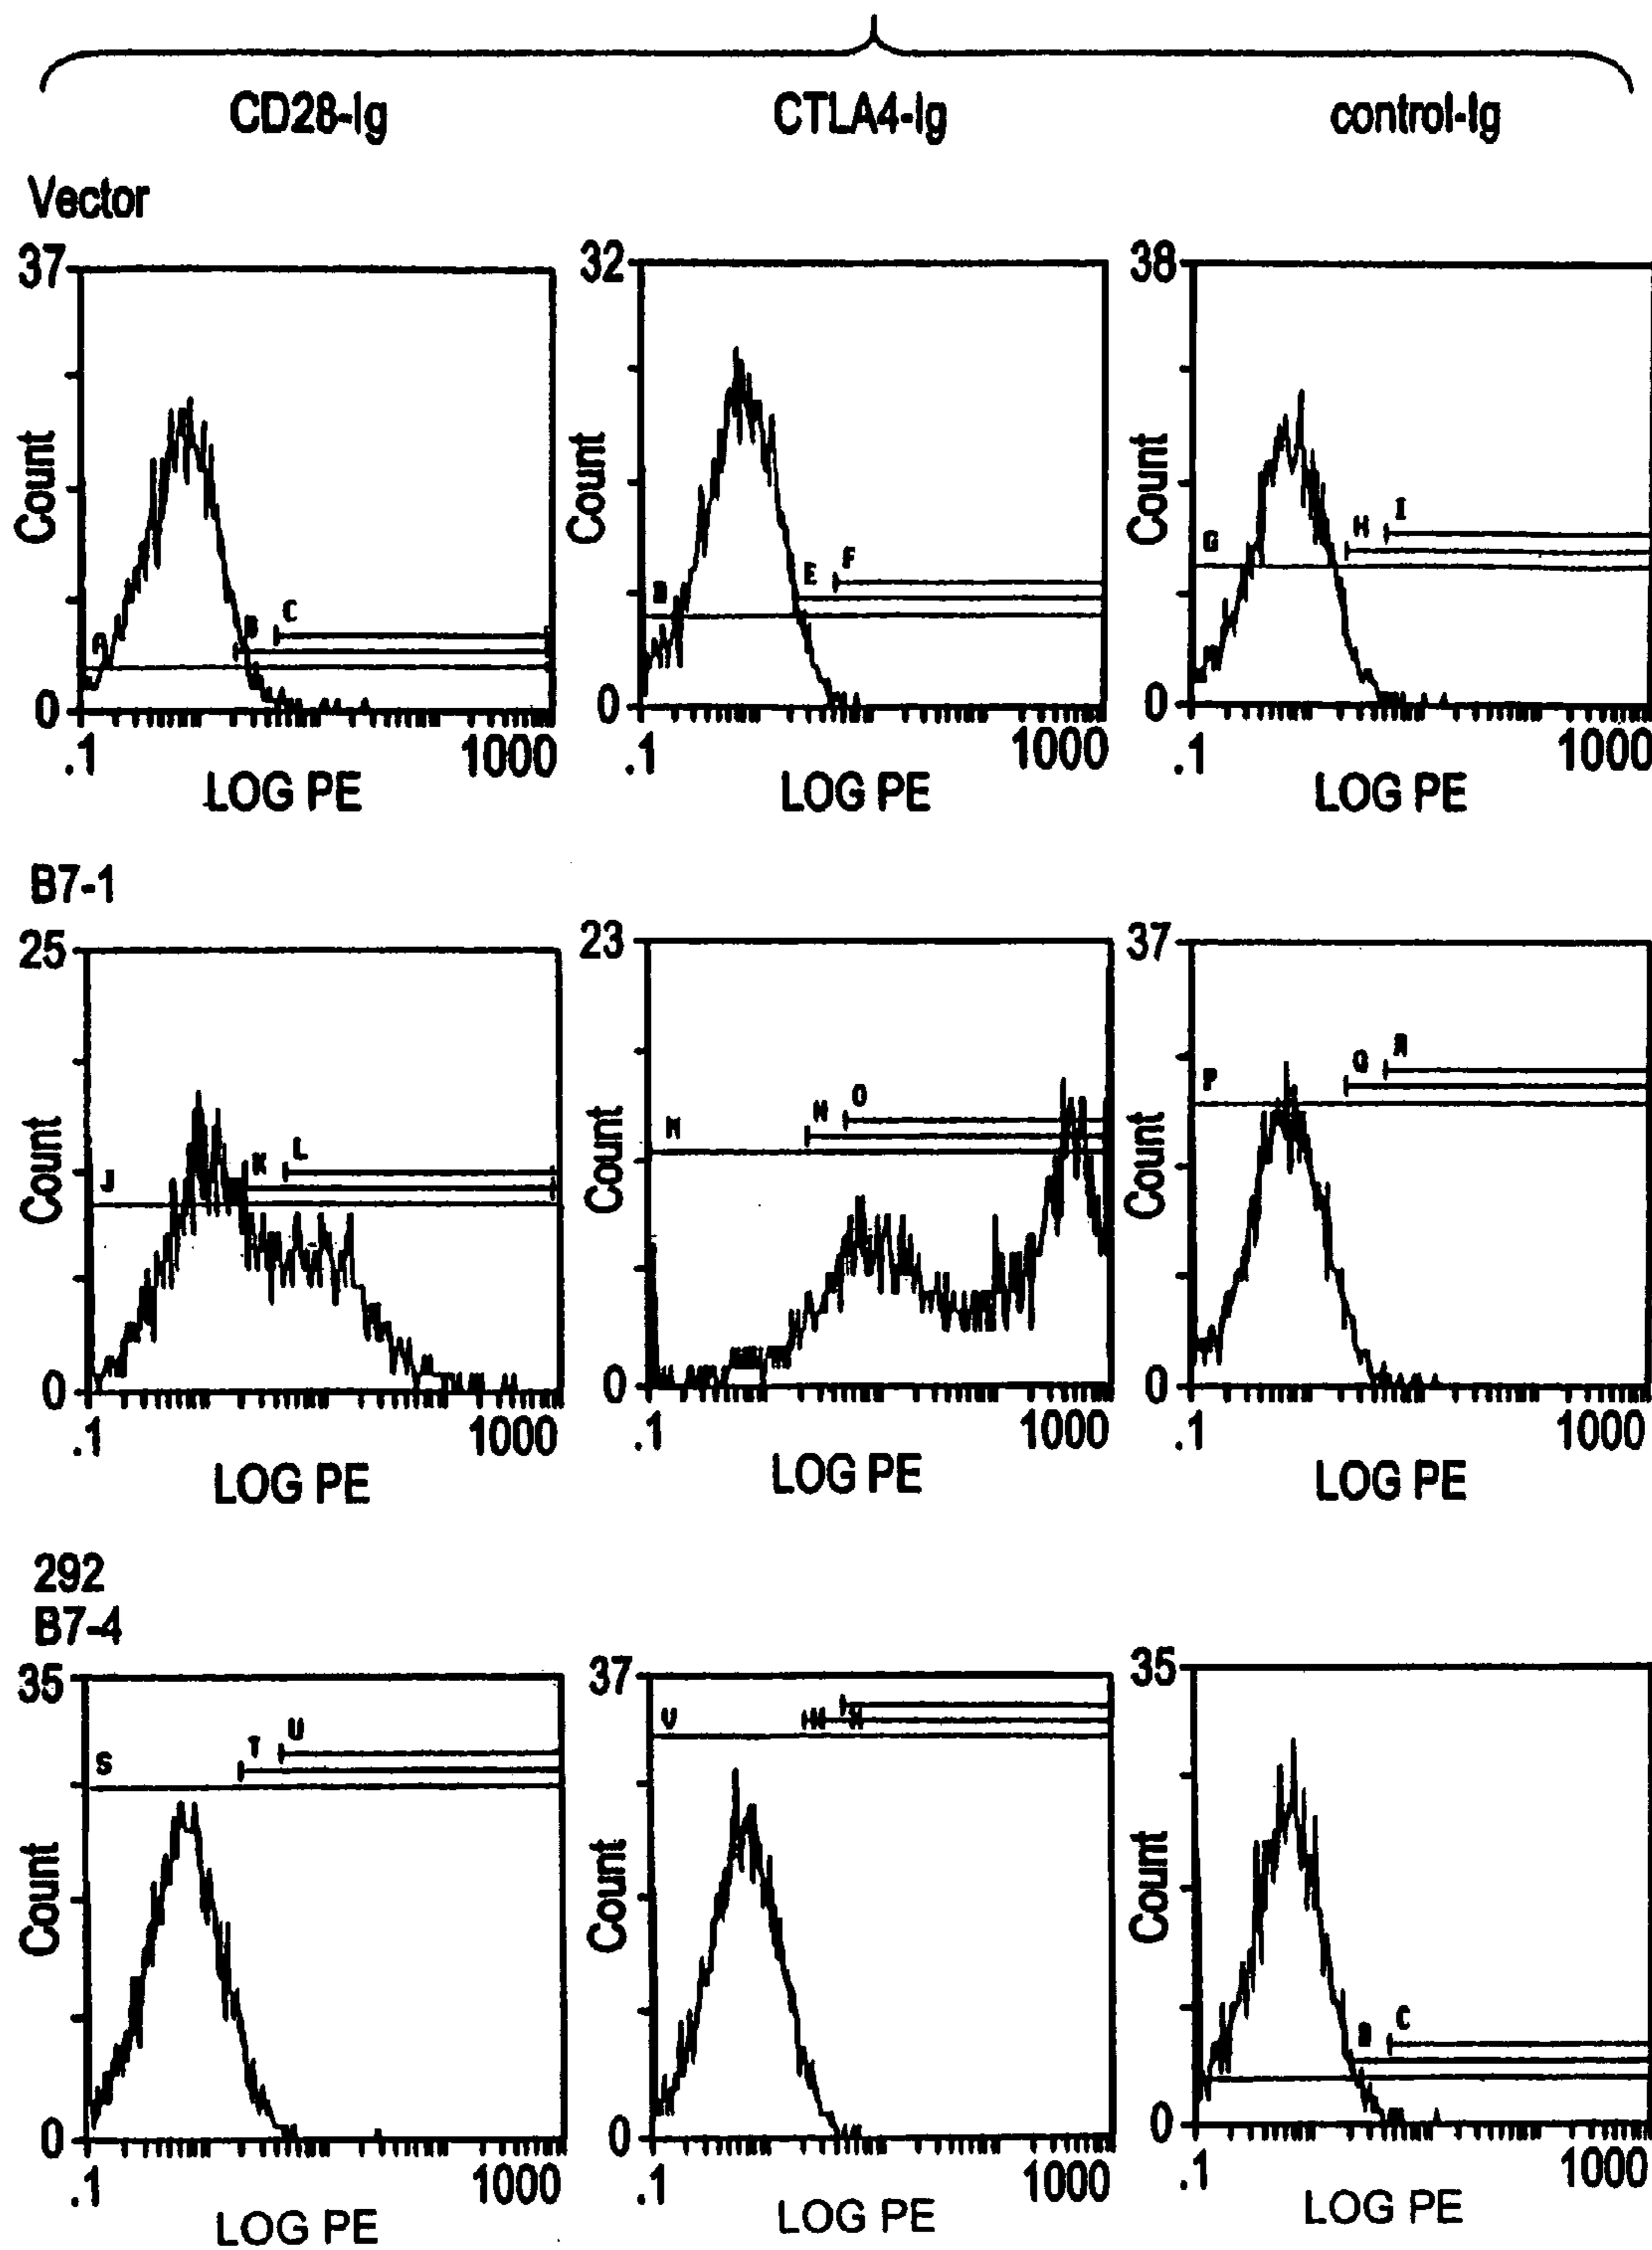 CD28-Ig CTLA4-Ig control-Ig
Vector
37 32 38
Count Count Count
C
B
E F
G H I
0 0 0
.1 1000 .1 1000 .1 1000
LOG PE LOG PE LOG PE
B7-1
25 23 37
Count Count Count
J K L
M N O
P Q R
0 0 0
.1 1000 .1 1000 .1 1000
LOG PE LOG PE LOG PE
292
B7-4
35 37 35
Count Count Count
S T U
V
C
0 0 0
.1 1000 .1 1000 .1 1000
LOG PE LOG PE LOG PE